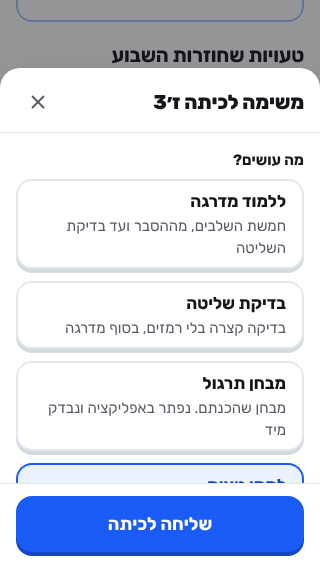 טעויות שחוזרות השבוע
משימה לכיתה ז׳3
מה עושים?
ללמוד מדרגה
חמשת השלבים, מההסבר ועד בדיקת
השליטה
בדיקת שליטה
בדיקה קצרה בלי רמזים, בסוף מדרגה
מבחן תרגול
מבחן שהכנתם. נפתר באפליקציה ונבדק
מיד
שליחה לכיתה